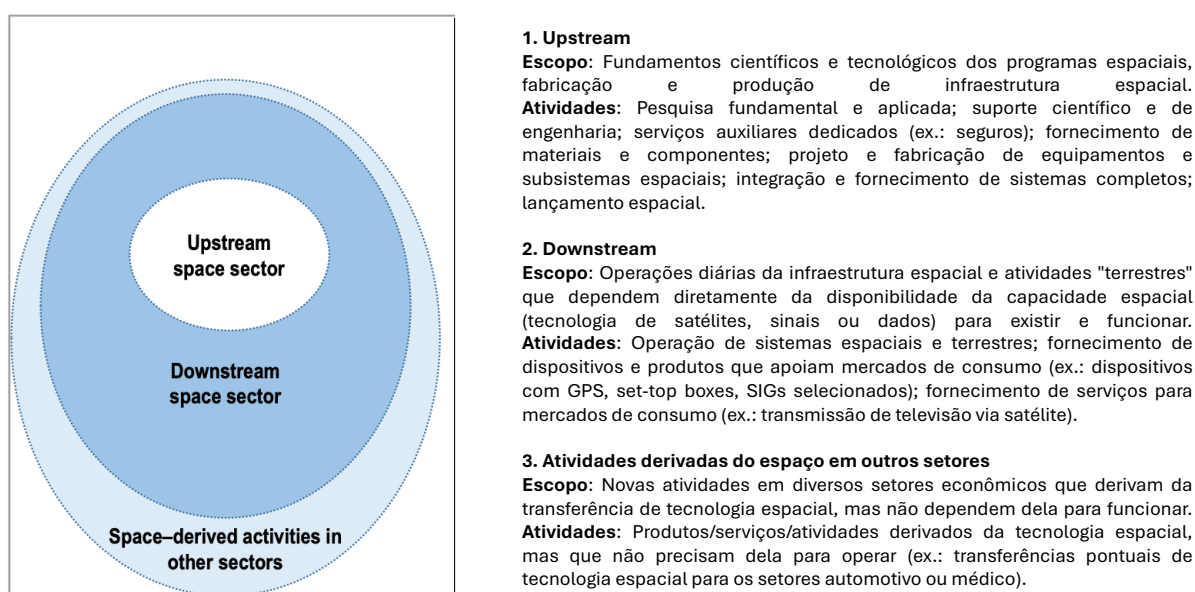 Upstream
space sector
Downstream
space sector
Space–derived activities in
other sectors
1. Upstream
Escopo: Fundamentos científicos e tecnológicos dos programas espaciais,
fabricação e produção de infraestrutura espacial.
Atividades: Pesquisa fundamental e aplicada; suporte científico e de
engenharia; serviços auxiliares dedicados (ex.: seguros); fornecimento de
materiais e componentes; projeto e fabricação de equipamentos e
subsistemas espaciais; integração e fornecimento de sistemas completos;
lançamento espacial.
2. Downstream
Escopo: Operações diárias da infraestrutura espacial e atividades "terrestres"
que dependem diretamente da disponibilidade da capacidade espacial
(tecnologia de satélites, sinais ou dados) para existir e funcionar.
Atividades: Operação de sistemas espaciais e terrestres; fornecimento de
dispositivos e produtos que apoiam mercados de consumo (ex.: dispositivos
com GPS, set-top boxes, SIGs selecionados); fornecimento de serviços para
mercados de consumo (ex.: transmissão de televisão via satélite).
3. Atividades derivadas do espaço em outros setores
Escopo: Novas atividades em diversos setores econômicos que derivam da
transferência de tecnologia espacial, mas não dependem dela para funcionar.
Atividades: Produtos/serviços/atividades derivados da tecnologia espacial,
mas que não precisam dela para operar (ex.: transferências pontuais de
tecnologia espacial para os setores automotivo ou médico).